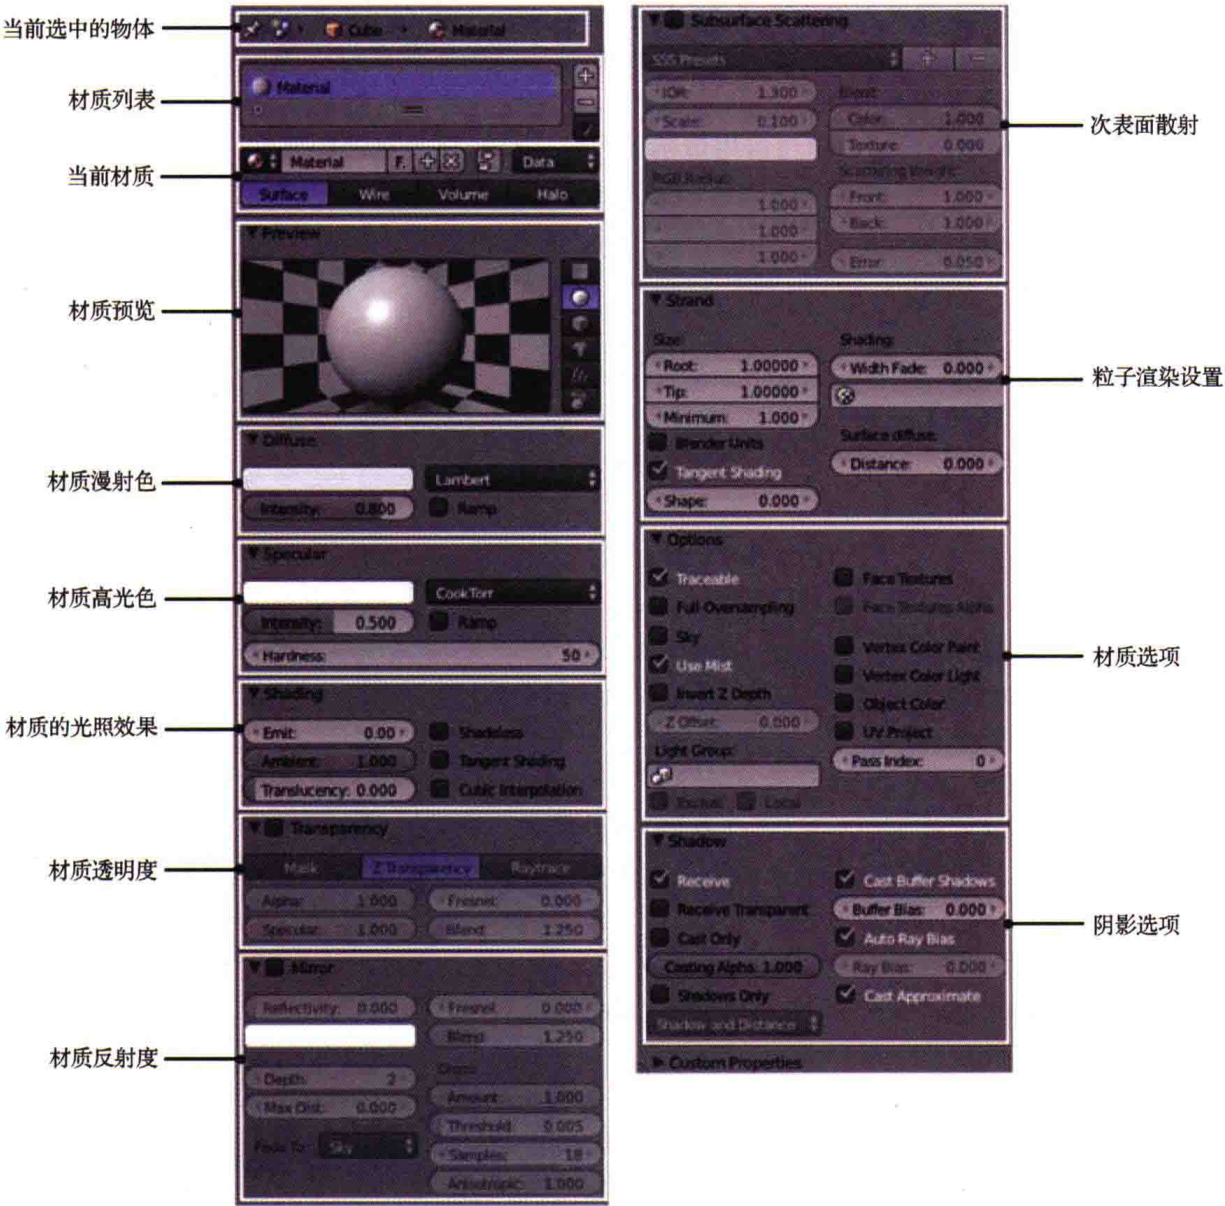 当前选中的物体
Cube
Material
材质列表
Material
当前材质
Material
F
Data
Surface
Wire
Volume
Halo
材质预览
Preview
材质漫射色
Diffuse
Lambert
Intensity: 0.800
Ramp
材质高光色
Specular
CookTorr
Intensity: 0.500
Ramp
Hardness: 50
材质的光照效果
Shading
Emit: 0.00
Shadeless
Ambient: 1.000
Tangent Shading
Translucency: 0.000
Cubic Interpolation
材质透明度
Transparency
Mask
Z Transparency
Raytrace
Alpha: 1.000
Fresnel: 0.000
Specular: 1.000
Blend: 1.250
材质反射度
Mirror
Reflectivity: 0.000
Fresnel: 0.000
Blend: 1.250
Depth: 2
Gloss:
Max Dist: 0.000
Amount: 1.000
Threshold: 0.005
Fade To: Sky
Samples: 18
Anisotropic: 1.000
Subsurface Scattering
SSS Presets
次表面散射
IOR: 1.300
Blend:
Scale: 0.100
Color: 1.000
Texture: 0.000
RGB Radius:
Scattering Weight:
1.000
Front: 1.000
1.000
Back: 1.000
1.000
Error: 0.050
粒子渲染设置
Strand
Size:
Shading:
Root: 1.00000
Width Fade: 0.000
Tip: 1.00000
Minimum: 1.000
Blender Units
Surface diffuse:
Tangent Shading
Distance: 0.000
Shape: 0.000
材质选项
Options
Traceable
Face Textures
Full Oversampling
Face Textures Alpha
Sky
Vertex Color Paint
Use Mist
Vertex Color Light
Invert Z Depth
Object Color
Z Offset: 0.000
UV Project
Light Group:
Pass Index: 0
Exclusive
Local
阴影选项
Shadow
Receive
Cast Buffer Shadows
Receive Transparent
Buffer Bias: 0.000
Cast Only
Auto Ray Bias
Casting Alpha: 1.000
Ray Bias: 0.000
Shadows Only
Cast Approximate
Shadow and Distance
Custom Properties